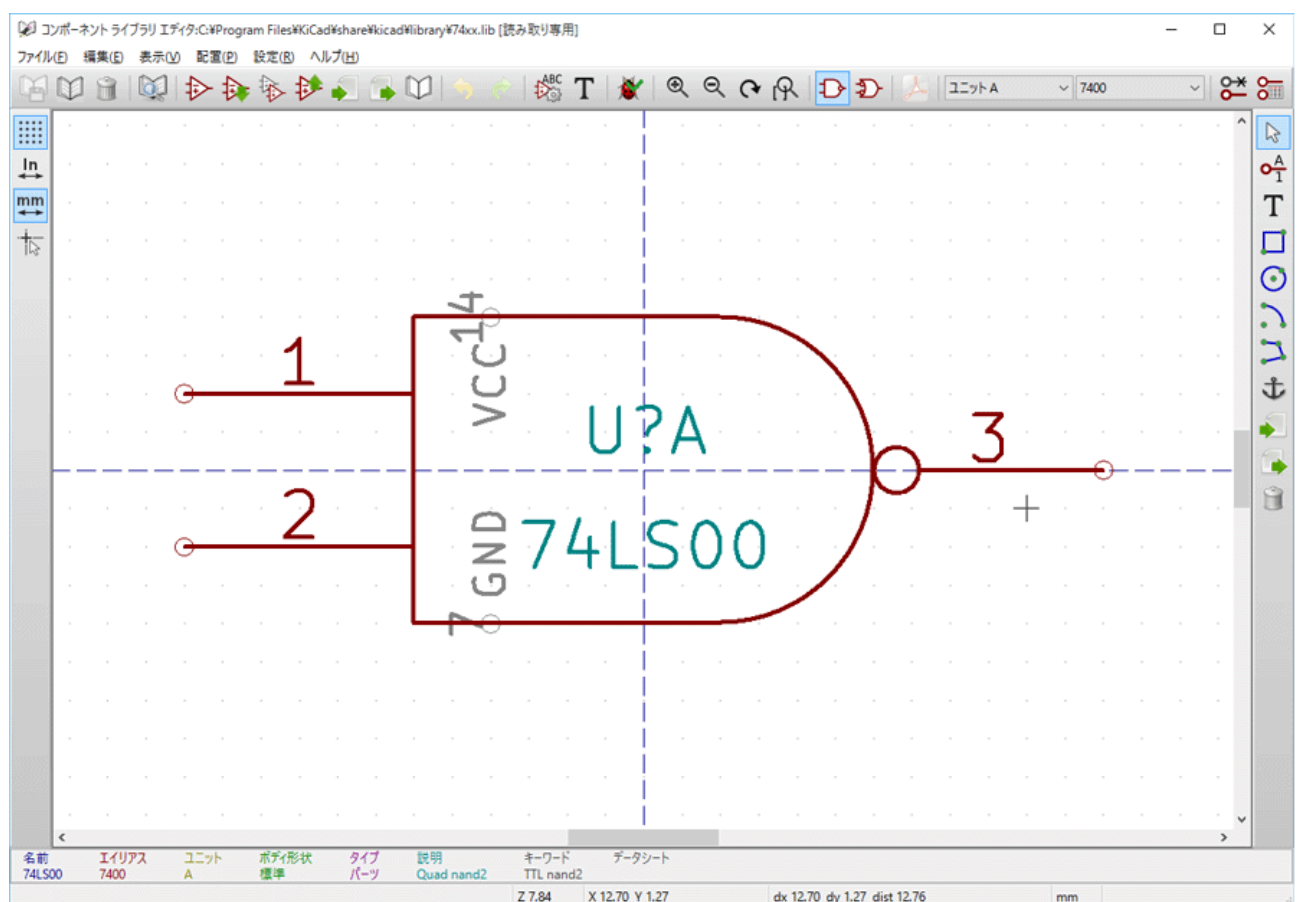 コンポーネント ライブラリ エディタ:C:¥Program Files¥KiCad¥share¥kicad¥library¥74xx.lib [読み取り専用]
ファイル(F) 編集(E) 表示(V) 配置(P) 設定(R) ヘルプ(H)
ABC
T
ユニット A
7400
In
mm
A
1
T
14
VCC
1
U?A
3
2
GND
74LS00
7
名前 エイリアス ユニット ボディ形状 タイプ 説明 キーワード データシート
74LS00 7400 A 標準 パーツ Quad nand2 TTL nand2
Z 7.84 X 12.70 Y 1.27 dx 12.70 dy 1.27 dist 12.76 mm